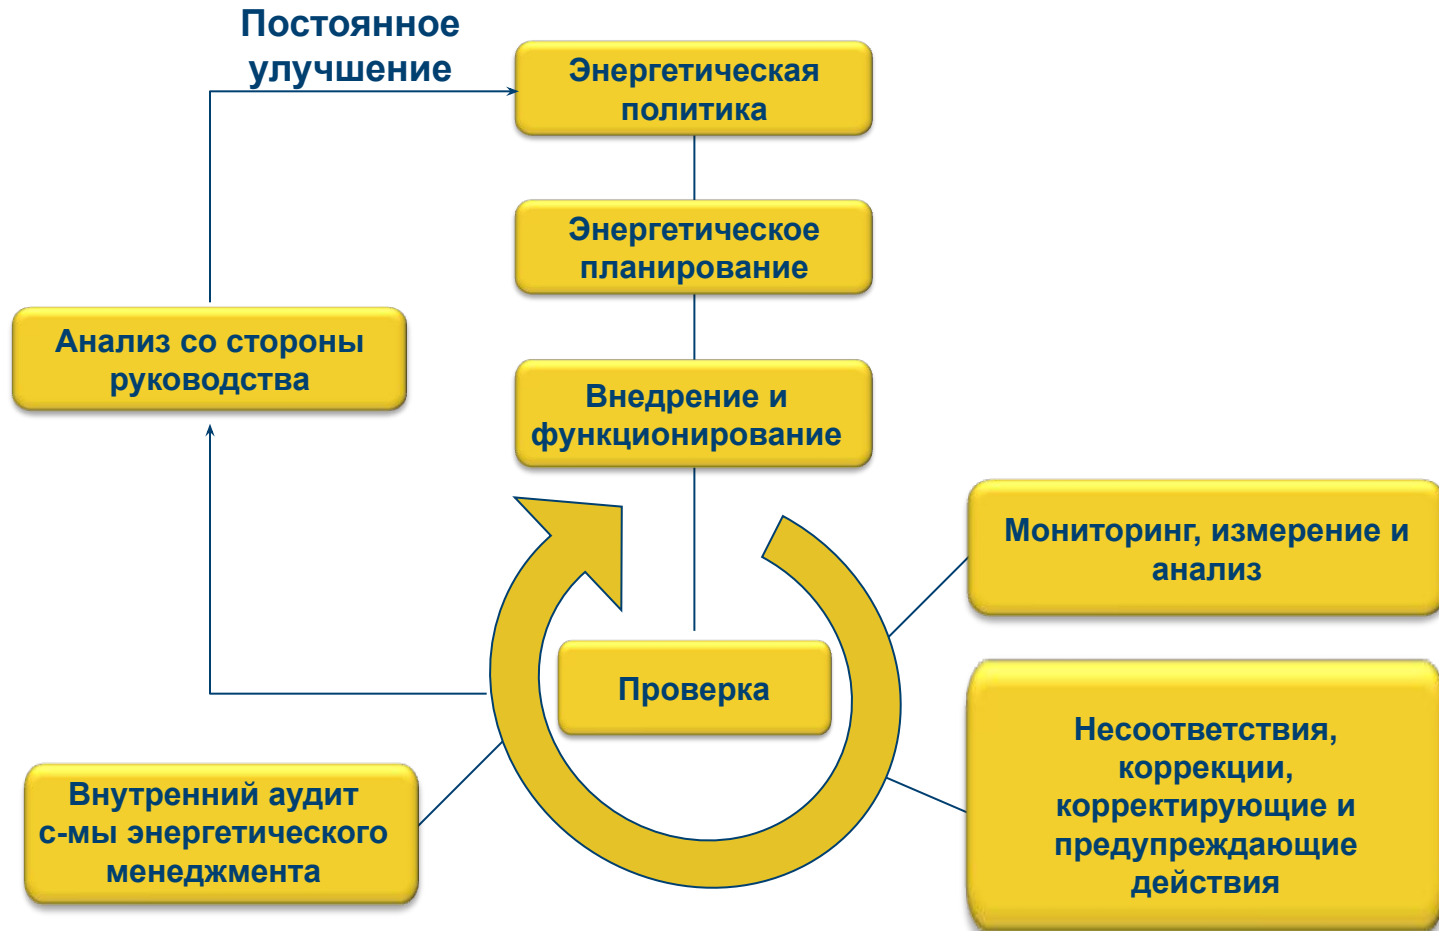 Постоянное
улучшение
Энергетическая
политика
Энергетическое
планирование
Анализ со стороны
руководства
Внедрение и
функционирование
Мониторинг, измерение и
анализ
Проверка
Несоответствия,
коррекции,
корректирующие и
предупреждающие
действия
Внутренний аудит
с-мы энергетического
менеджмента